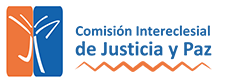 Comisión Intereclesial
de Justicia y Paz